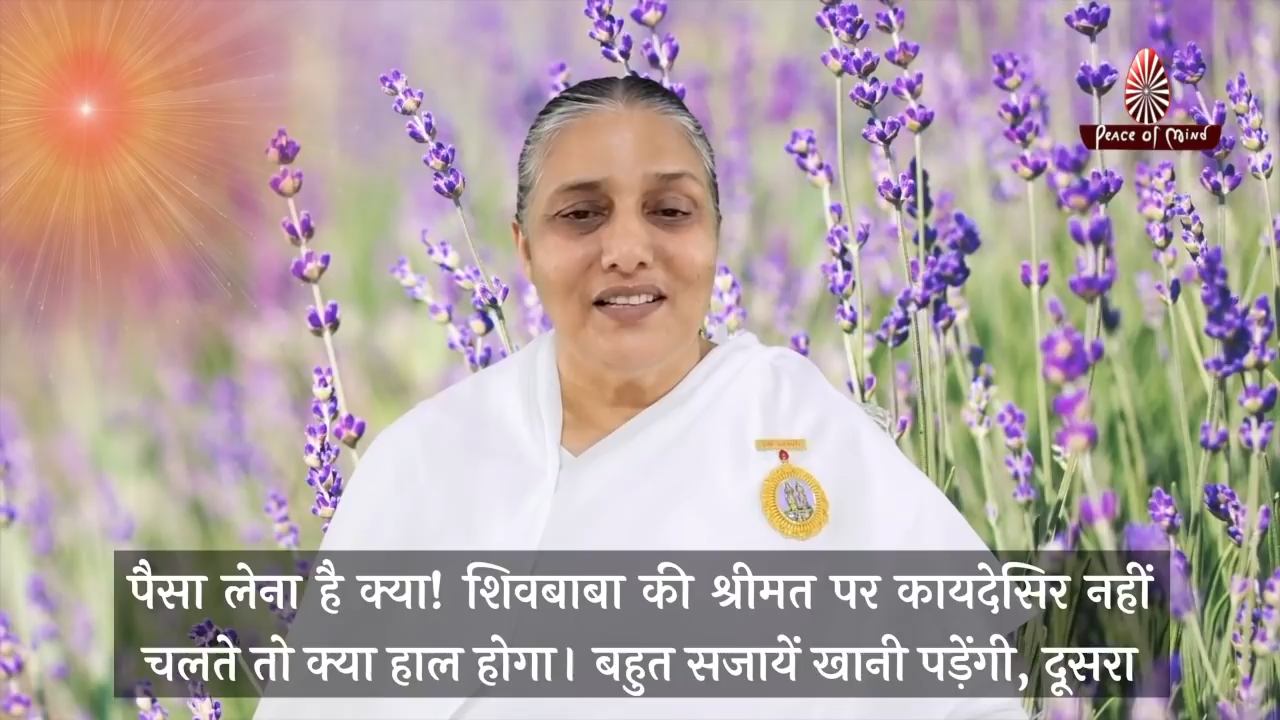 Peace of Mind
पैसा लेना है क्या! शिवबाबा की श्रीमत पर कायदेसिर नहीं
चलते तो क्या हाल होगा। बहुत सजायें खानी पड़ेंगी, दूसरा